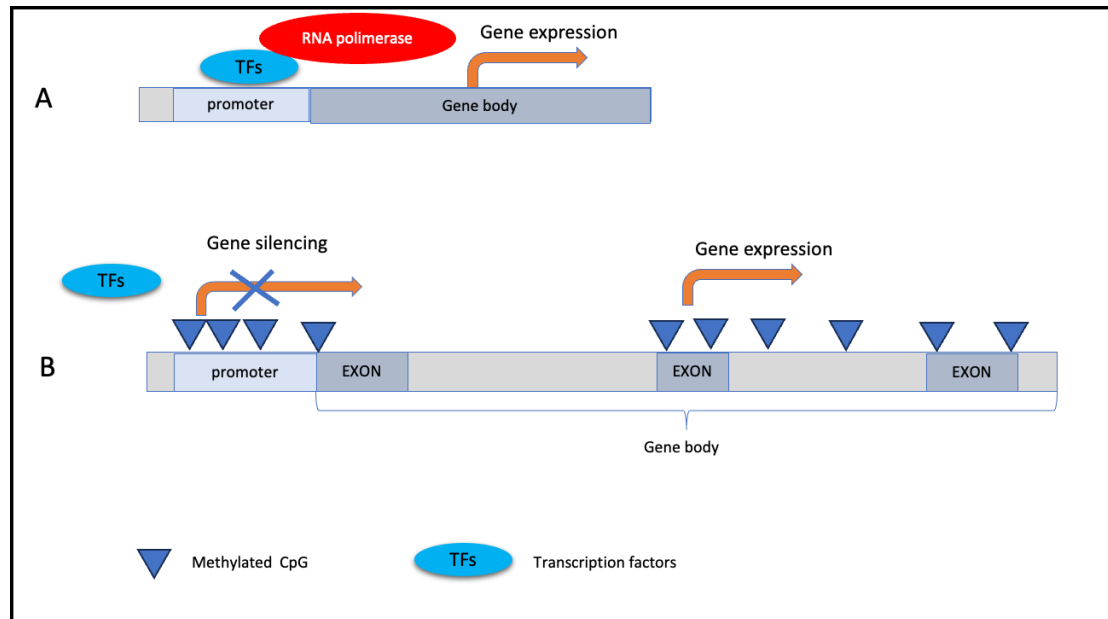 RNA polimerase
Gene expression
TFs
A
promoter
Gene body
Gene silencing
Gene expression
TFs
B
promoter
EXON
EXON
EXON
Gene body
Methylated CpG
TFs
Transcription factors